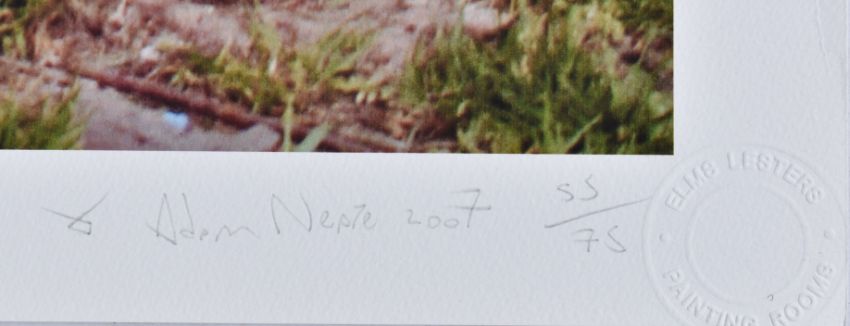 Adam Neate 2007 55/75
ELMS LESTERS
PAINTING ROOMS